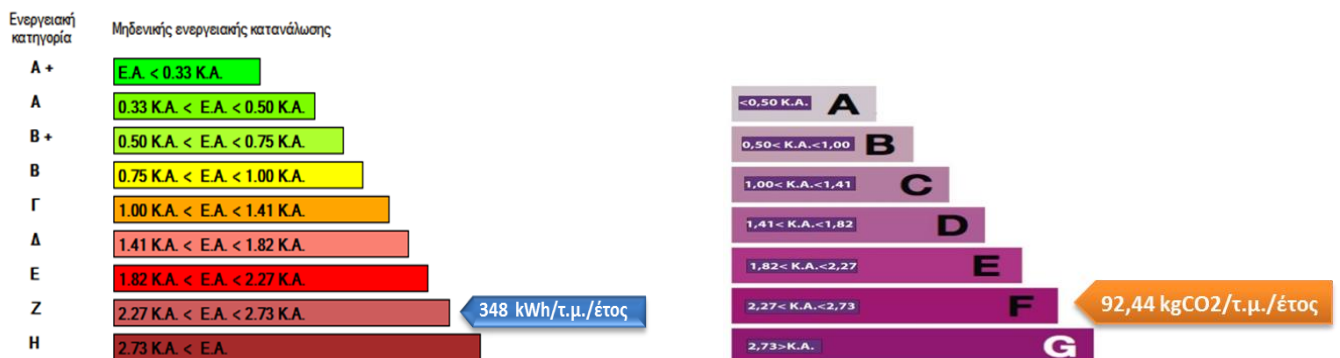 Ενεργειακή
κατηγορία
Μηδενικής ενεργειακής κατανάλωσης
A +
E.A. < 0.33 K.A.
A
0.33 K.A. < E.A. < 0.50 K.A.
B +
0.50 K.A. < E.A. < 0.75 K.A.
B
0.75 K.A. < E.A. < 1.00 K.A.
Γ
1.00 K.A. < E.A. < 1.41 K.A.
Δ
1.41 K.A. < E.A. < 1.82 K.A.
E
1.82 K.A. < E.A. < 2.27 K.A.
Z
2.27 K.A. < E.A. < 2.73 K.A.
348 kWh/τ.μ./έτος
H
2.73 K.A. < E.A.
<0,50 K.A. A
0,50< K.A.<1,00 B
1,00< K.A.<1,41 C
1,41< K.A.<1,82 D
1,82< K.A.<2,27 E
2,27< K.A.<2,73 F
92,44 kgCO2/τ.μ./έτος
2,73>K.A. G